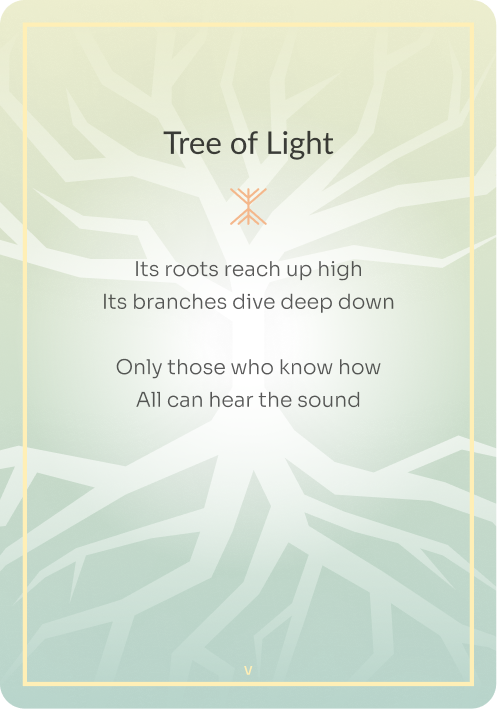 Tree of Light
Its roots reach up high
Its branches dive deep down
Only those who know how
All can hear the sound
V